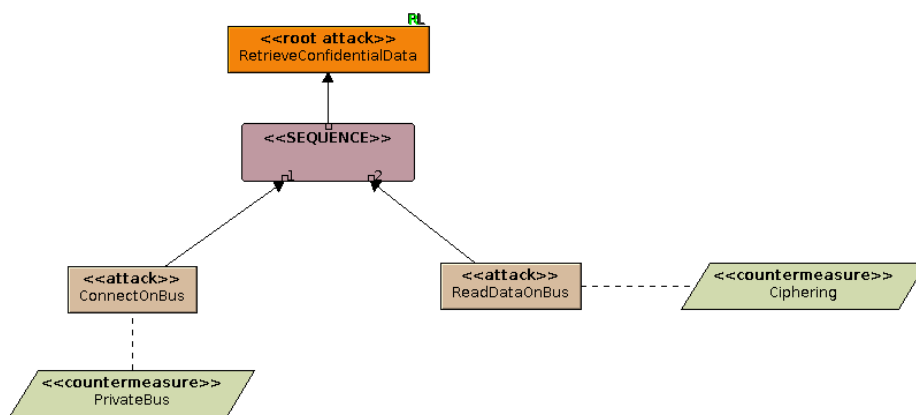 <<root attack>>
RetrieveConfidentialData
<<SEQUENCE>>
1
2
<<attack>>
ConnectOnBus
<<attack>>
ReadDataOnBus
<<countermeasure>>
Ciphering
<<countermeasure>>
PrivateBus